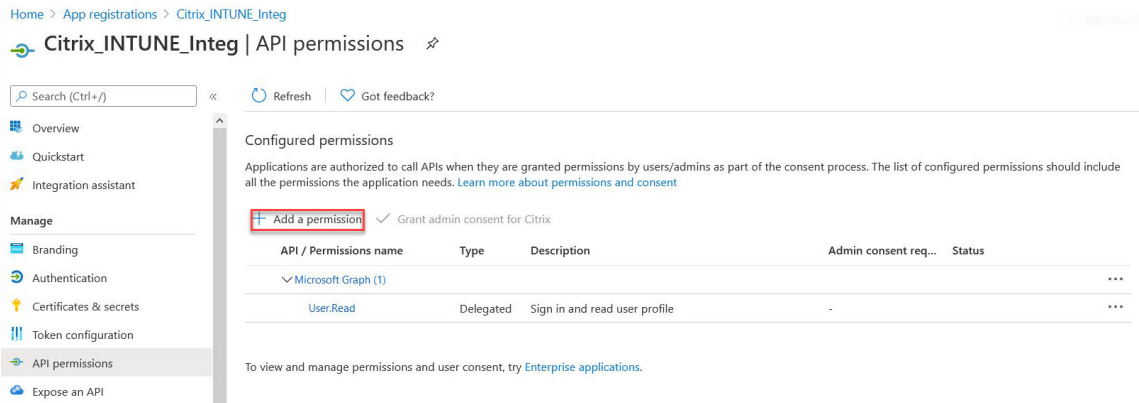 Home > App registrations > Citrix_INTUNE_Integ
Citrix_INTUNE_Integ | API permissions
Search (Ctrl+/)
«
Refresh
Got feedback?
Overview
Quickstart
Integration assistant
Manage
Branding
Authentication
Certificates & secrets
Token configuration
API permissions
Expose an API
Configured permissions
Applications are authorized to call APIs when they are granted permissions by users/admins as part of the consent process. The list of configured permissions should include
all the permissions the application needs. Learn more about permissions and consent
+ Add a permission ✓ Grant admin consent for Citrix
API / Permissions name Type Description Admin consent req... Status
Microsoft Graph (1) ...
User.Read Delegated Sign in and read user profile - ...
To view and manage permissions and user consent, try Enterprise applications.